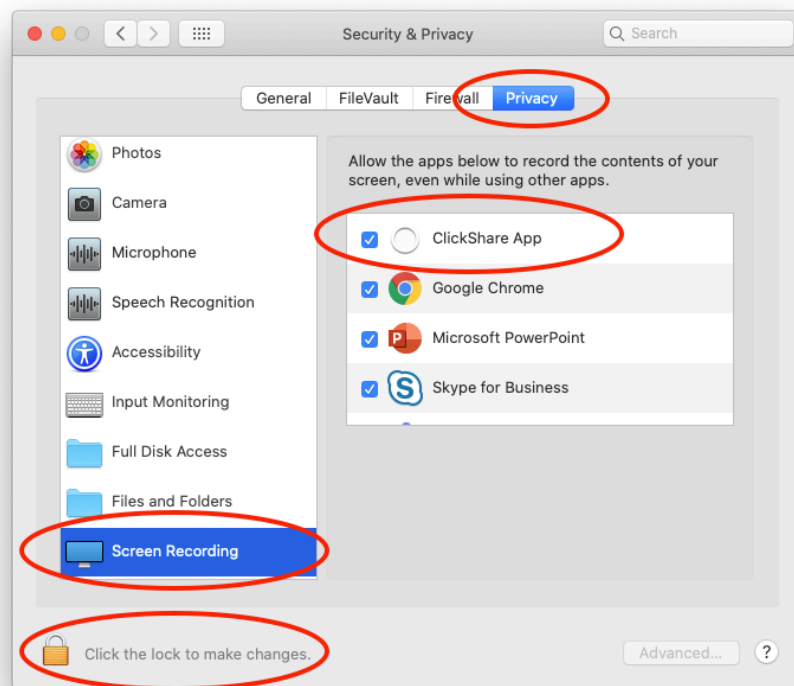 Security & Privacy
Search
General
FileVault
Firewall
Privacy
Photos
Camera
Microphone
Speech Recognition
Accessibility
Input Monitoring
Full Disk Access
Files and Folders
Screen Recording
Allow the apps below to record the contents of your
screen, even while using other apps.
ClickShare App
Google Chrome
Microsoft PowerPoint
Skype for Business
Click the lock to make changes.
Advanced...
?